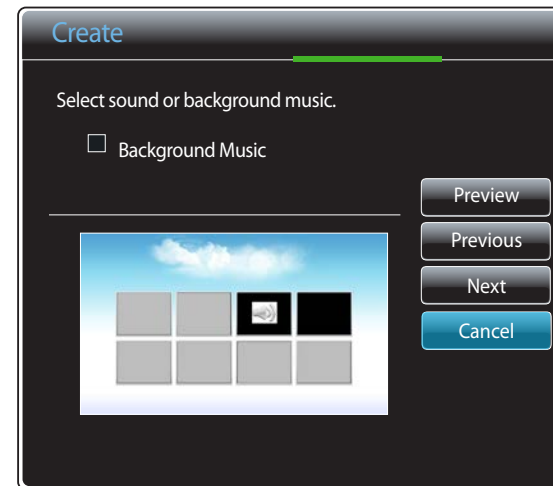 Create
Select sound or background music.
Background Music
Preview
Previous
Next
Cancel